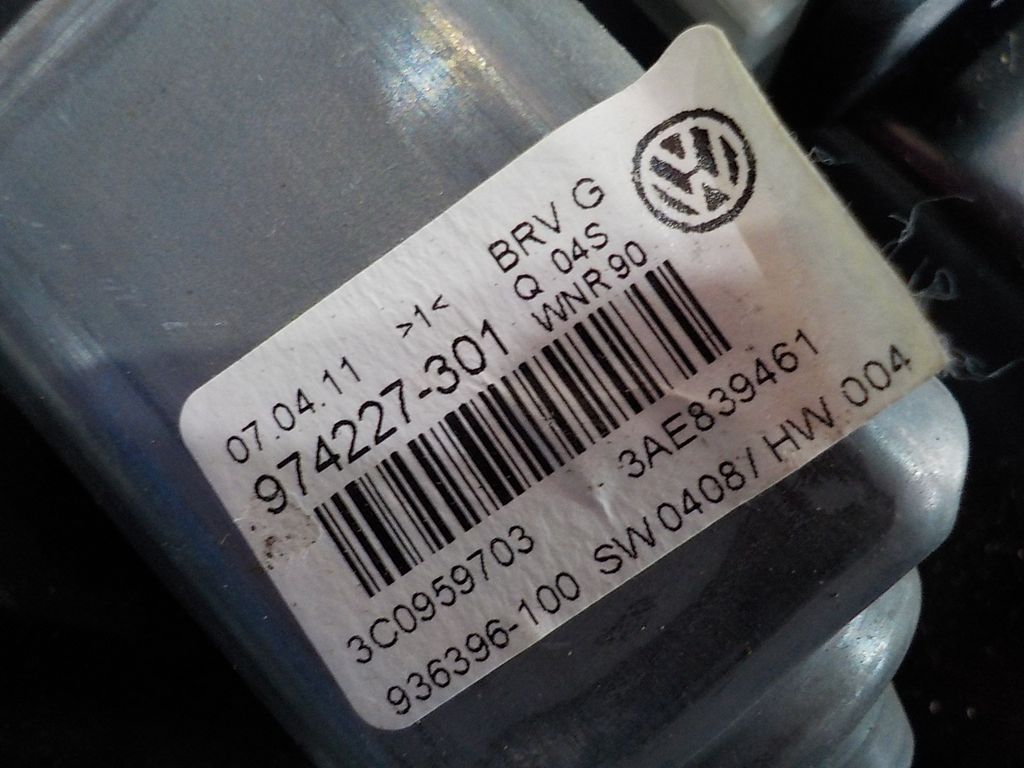 BRV G
Q 04S
WNR 90
07.04.11 >1<
974227-301
3C0959703 3AE839461
936396-100 SW 0408 / HW 004